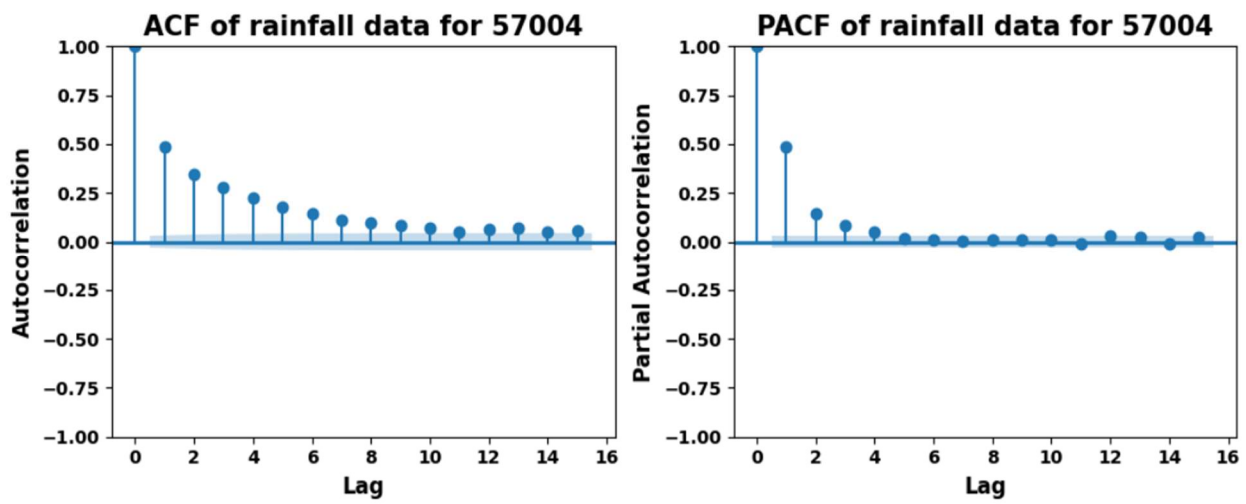 ACF of rainfall data for 57004
1.00
0.75
0.50
0.25
0.00
−0.25
−0.50
−0.75
−1.00
Autocorrelation
0 2 4 6 8 10 12 14 16
Lag
PACF of rainfall data for 57004
1.00
0.75
0.50
0.25
0.00
−0.25
−0.50
−0.75
−1.00
Partial Autocorrelation
0 2 4 6 8 10 12 14 16
Lag